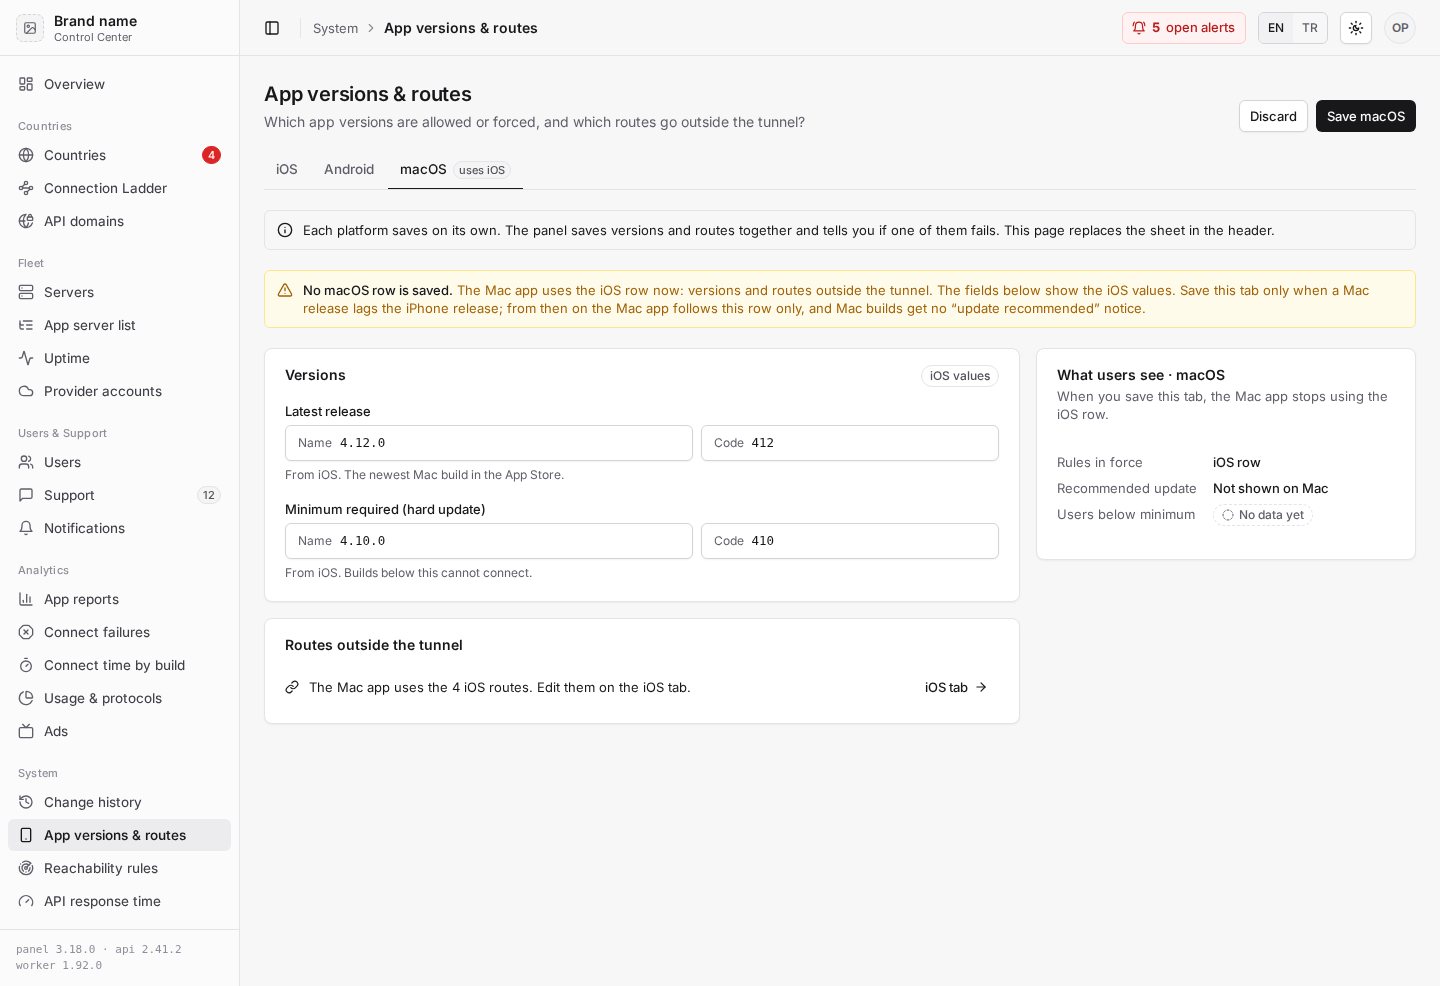 Brand name
Control Center
Overview
Countries
Countries 4
Connection Ladder
API domains
Fleet
Servers
App server list
Uptime
Provider accounts
Users & Support
Users
Support 12
Notifications
Analytics
App reports
Connect failures
Connect time by build
Usage & protocols
Ads
System
Change history
App versions & routes
Reachability rules
API response time
panel 3.18.0 · api 2.41.2
worker 1.92.0
System > App versions & routes
5 open alerts
EN TR
OP
App versions & routes
Which app versions are allowed or forced, and which routes go outside the tunnel?
Discard
Save macOS
iOS Android macOS uses iOS
Each platform saves on its own. The panel saves versions and routes together and tells you if one of them fails. This page replaces the sheet in the header.
No macOS row is saved. The Mac app uses the iOS row now: versions and routes outside the tunnel. The fields below show the iOS values. Save this tab only when a Mac
release lags the iPhone release; from then on the Mac app follows this row only, and Mac builds get no “update recommended” notice.
Versions
iOS values
Latest release
Name 4.12.0
Code 412
From iOS. The newest Mac build in the App Store.
Minimum required (hard update)
Name 4.10.0
Code 410
From iOS. Builds below this cannot connect.
Routes outside the tunnel
The Mac app uses the 4 iOS routes. Edit them on the iOS tab.
iOS tab →
What users see · macOS
When you save this tab, the Mac app stops using the
iOS row.
Rules in force iOS row
Recommended update Not shown on Mac
Users below minimum No data yet